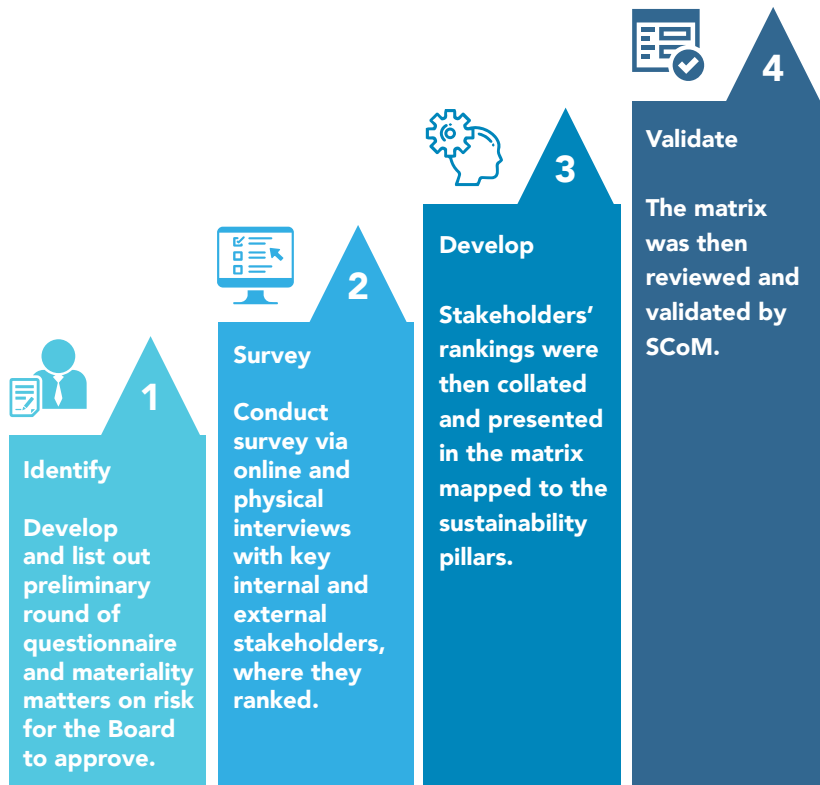 1
Identify
Develop
and list out
preliminary
round of
questionnaire
and materiality
matters on risk
for the Board
to approve.
2
Survey
Conduct
survey via
online and
physical
interviews
with key
internal and
external
stakeholders,
where they
ranked.
3
Develop
Stakeholders’
rankings were
then collated
and presented
in the matrix
mapped to the
sustainability
pillars.
4
Validate
The matrix
was then
reviewed and
validated by
SCoM.